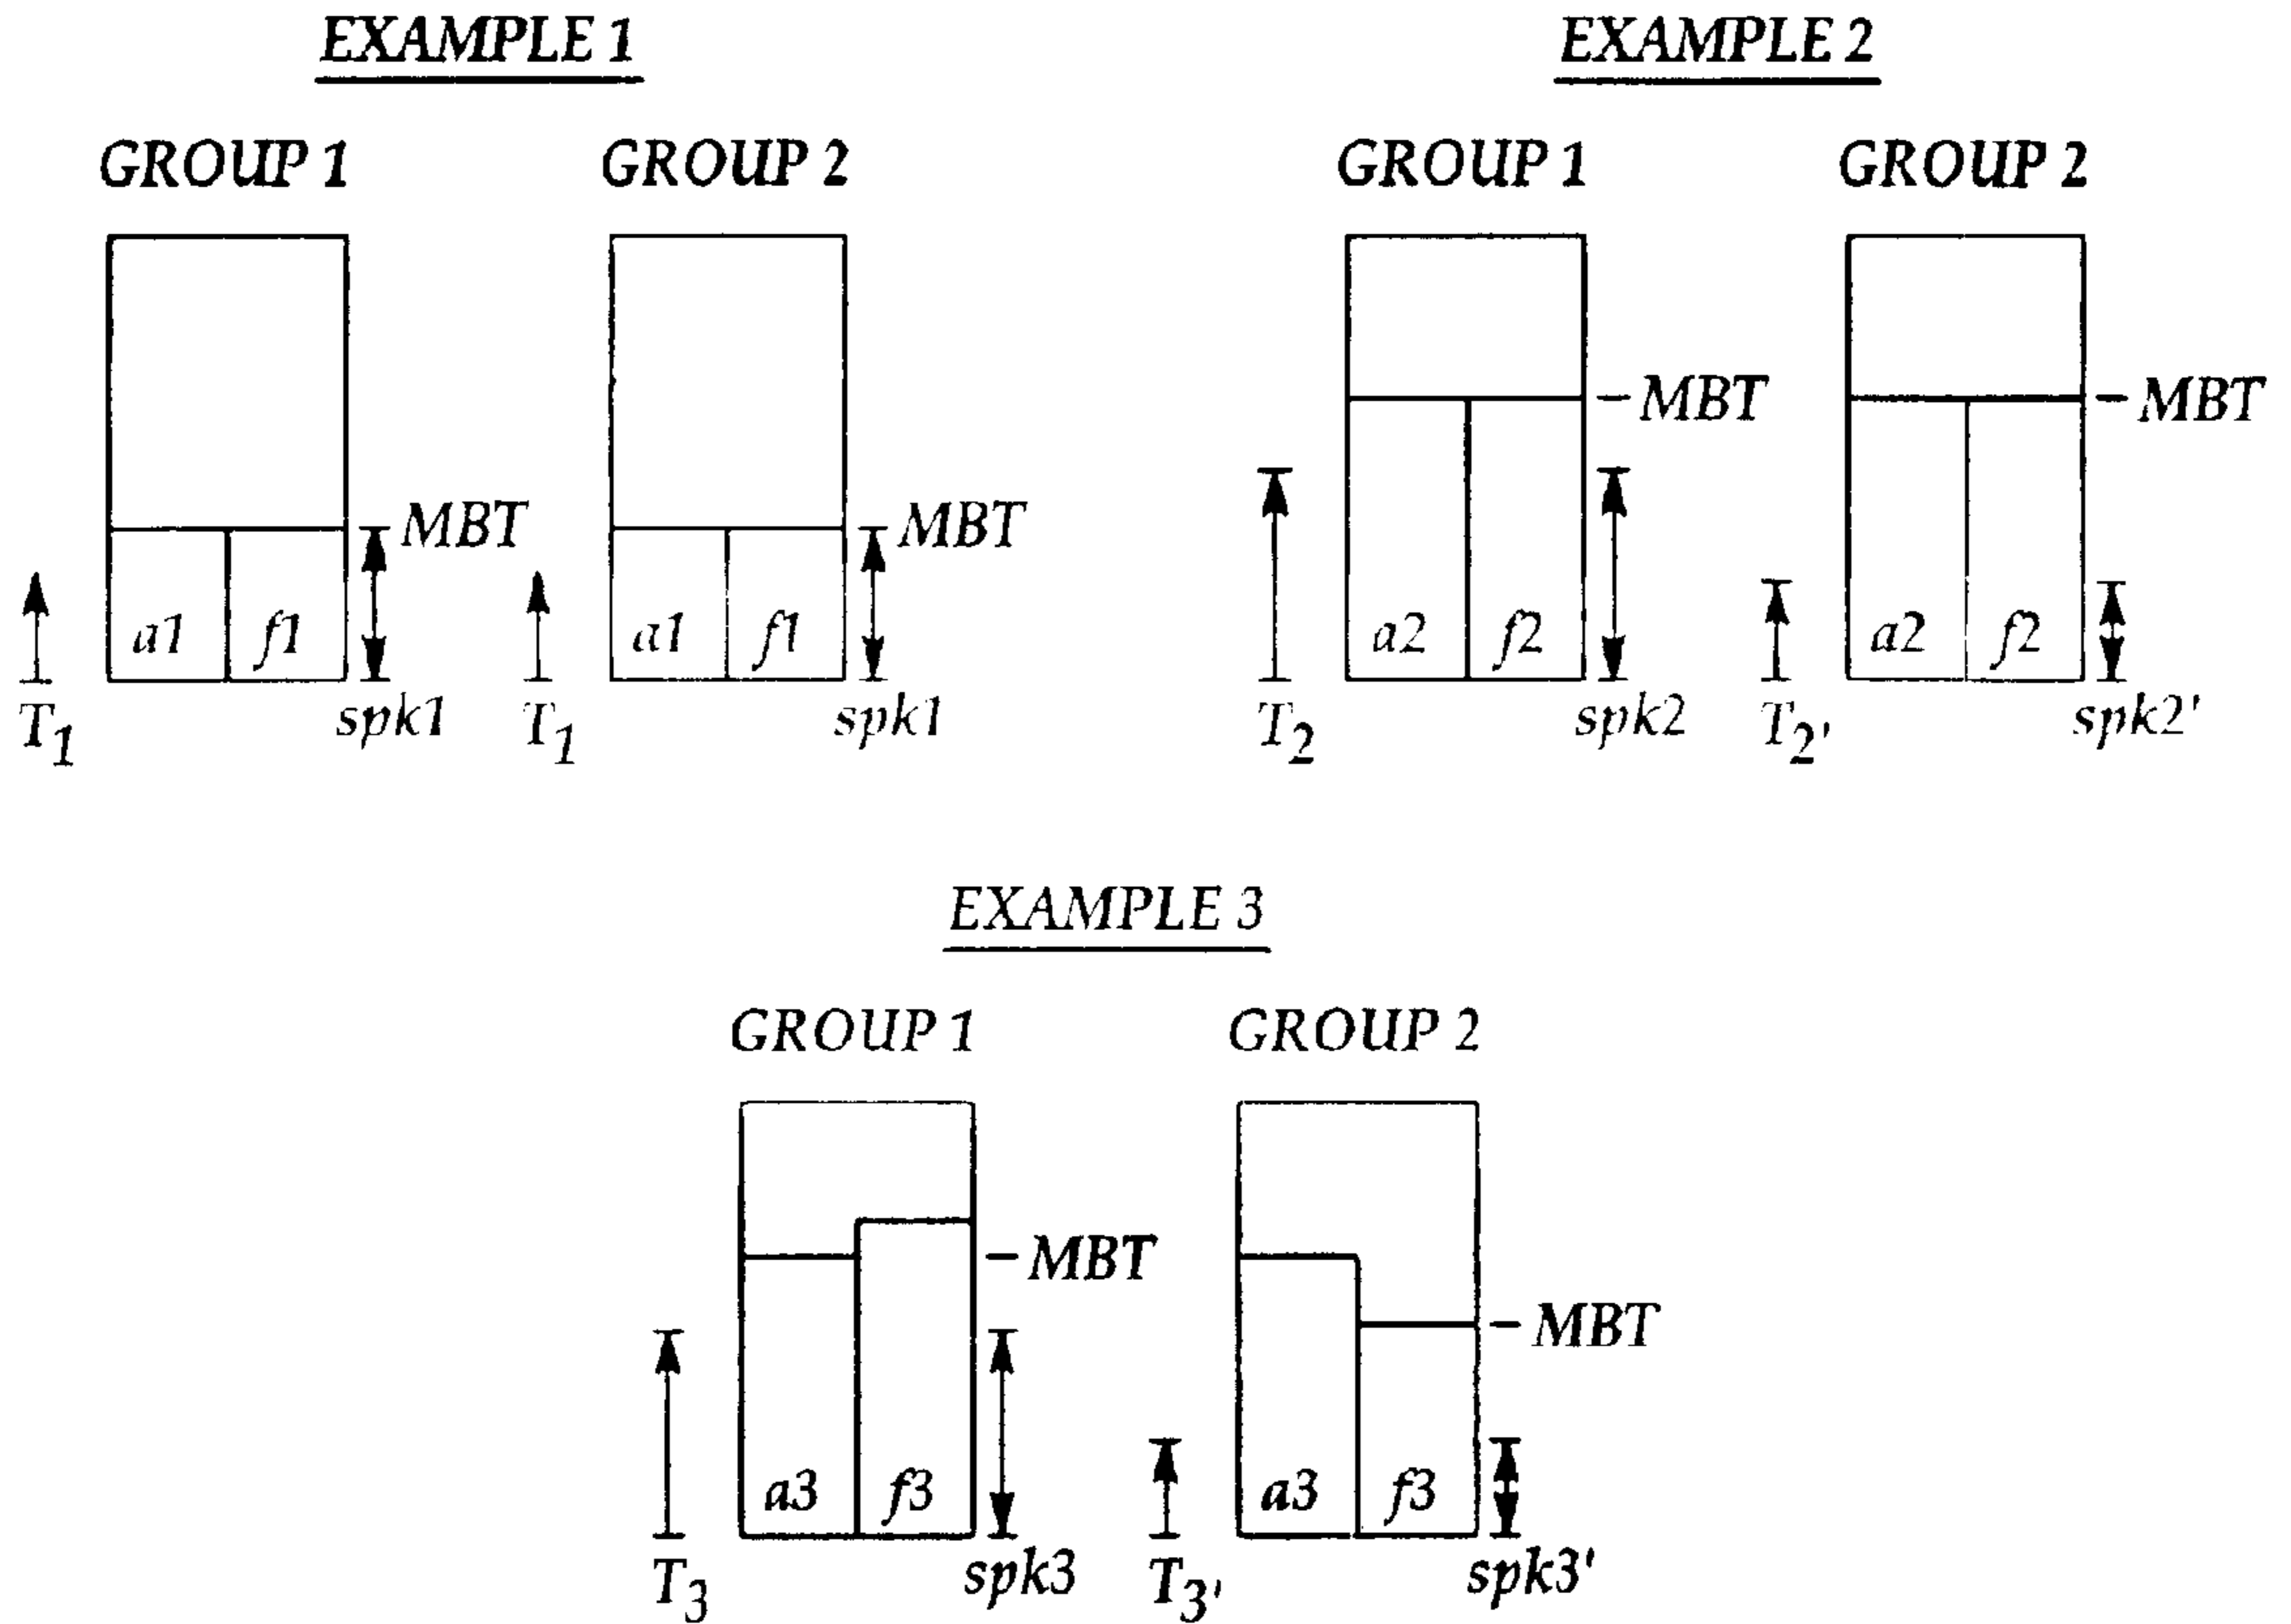 EXAMPLE 1
GROUP 1
GROUP 2
MBT
MBT
a1
f1
a1
f1
T1
spk1
T1
spk1
EXAMPLE 2
GROUP 1
GROUP 2
MBT
MBT
a2
f2
a2
f2
T2
spk2
T2'
spk2'
EXAMPLE 3
GROUP 1
GROUP 2
MBT
MBT
a3
f3
a3
f3
T3
spk3
T3'
spk3'